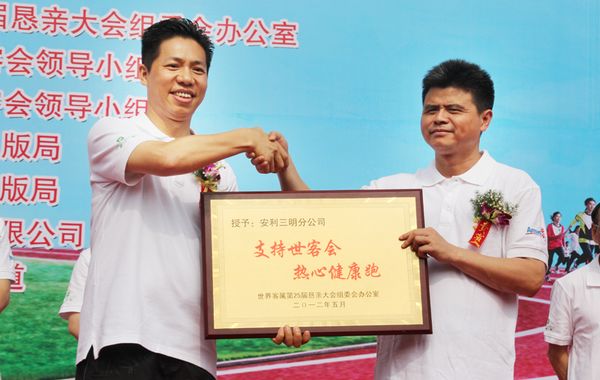 届恳亲大会组委会办公室
客会领导小组
会领导小组
版局
版局
限公司
道
授予：安利三明分公司
支持世客会
热心健康跑
世界客属第25届恳亲大会组委会办公室
二〇一二年五月